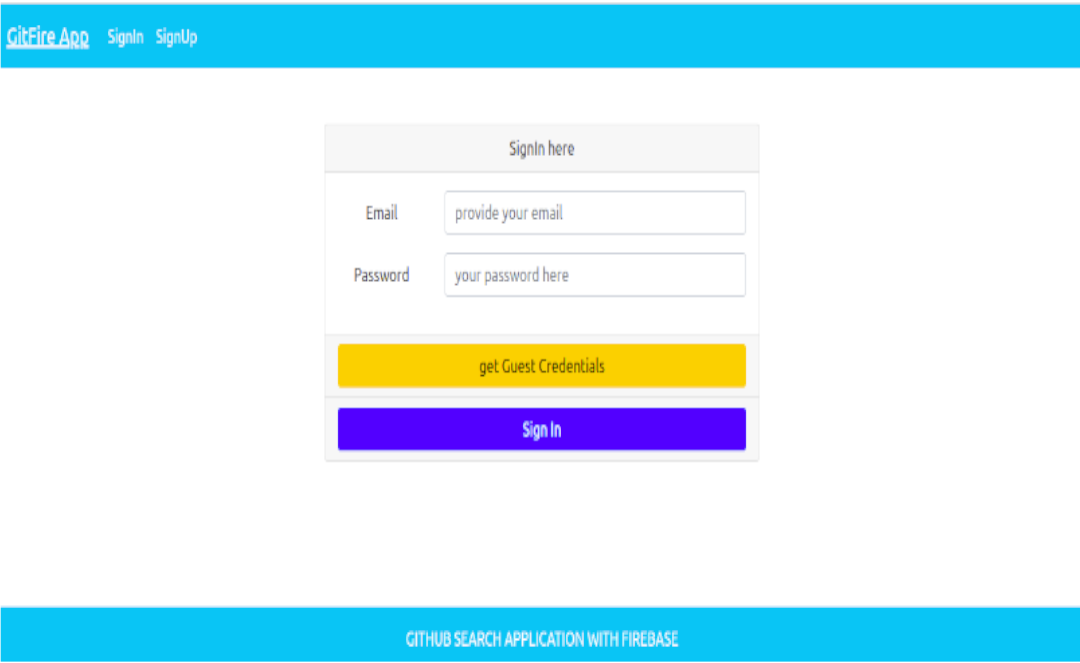 GitFire App SignIn SignUp
SignIn here
Email provide your email
Password your password here
get Guest Credentials
Sign In
GITHUB SEARCH APPLICATION WITH FIREBASE